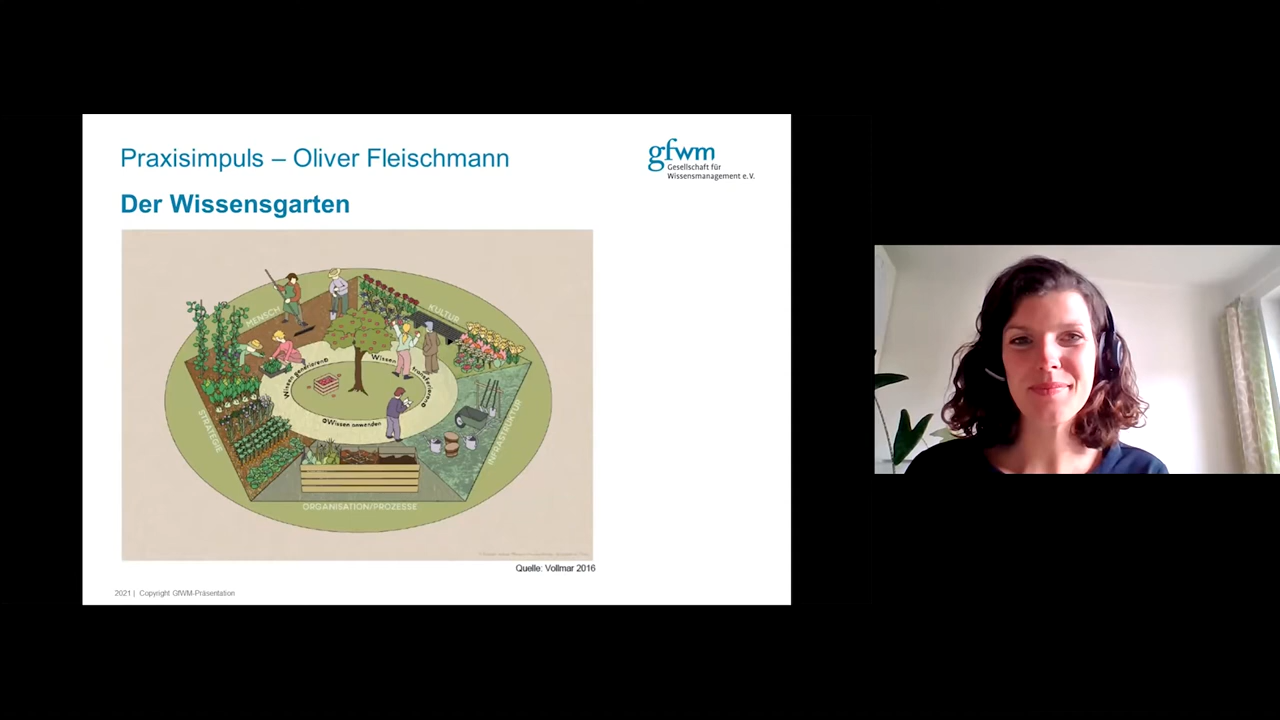 Praxisimpuls – Oliver Fleischmann
gfwm
Gesellschaft für
Wissensmanagement e.V.
Der Wissensgarten
MENSCH
KULTUR
Wissen generieren
Wissen transferieren
Wissen anwenden
STRATEGIE
INFRASTRUKTUR
ORGANISATION/PROZESSE
Quelle: Vollmar 2016
2021 | Copyright GfWM-Präsentation